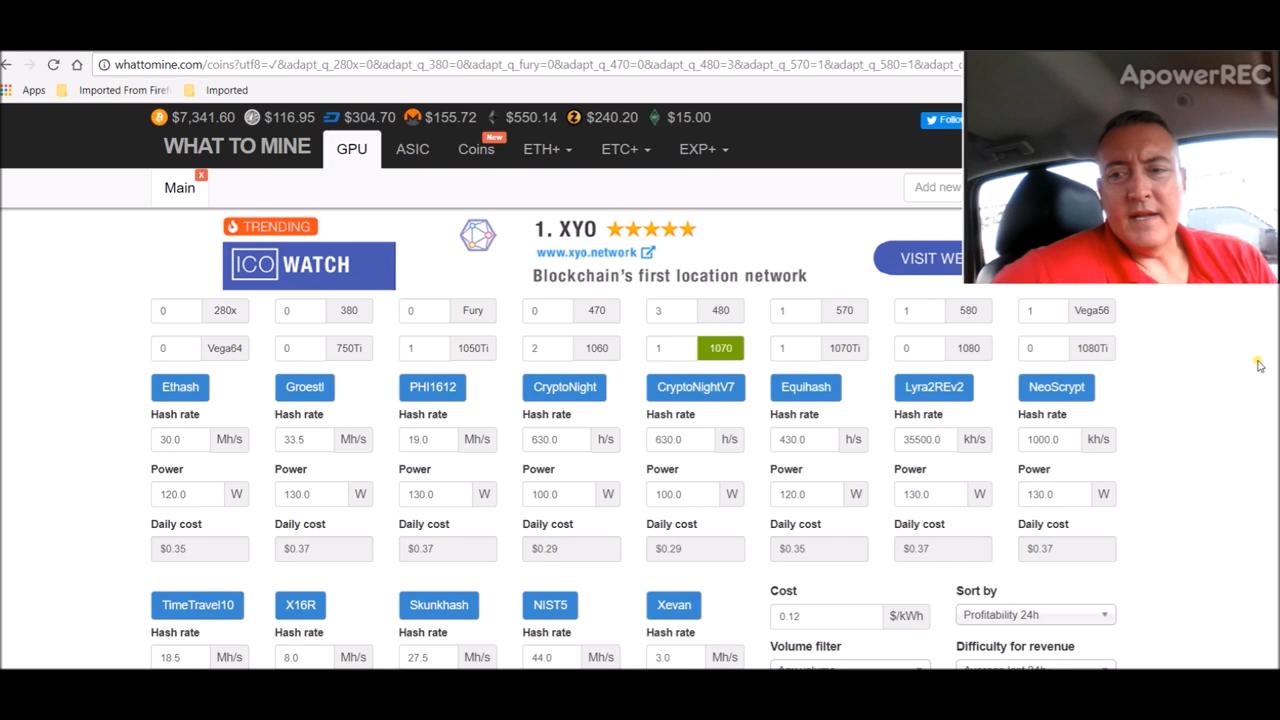 ApowerREC
whattomine.com/coins?utf8=✓&adapt_q_280x=0&adapt_q_380=0&adapt_q_fury=0&adapt_q_470=0&adapt_q_480=3&adapt_q_570=1&adapt_q_580=1&adapt_
Apps Imported From Firef Imported
$7,341.60 $116.95 $304.70 $155.72 $550.14 $240.20 $15.00
Follo
WHAT TO MINE GPU ASIC Coins New ETH+ ETC+ EXP+
Main x Add new
TRENDING
ICO WATCH
1. XYO
www.xyo.network
Blockchain's first location network
VISIT WE
0 280x 0 380 0 Fury 0 470 3 480 1 570 1 580 1 Vega56
0 Vega64 0 750Ti 1 1050Ti 2 1060 1 1070 1 1070Ti 0 1080 0 1080Ti
Ethash Groestl PHI1612 CryptoNight CryptoNightV7 Equihash Lyra2REv2 NeoScrypt
Hash rate Hash rate Hash rate Hash rate Hash rate Hash rate Hash rate Hash rate
30.0 Mh/s 33.5 Mh/s 19.0 Mh/s 630.0 h/s 630.0 h/s 430.0 h/s 35500.0 kh/s 1000.0 kh/s
Power Power Power Power Power Power Power Power
120.0 W 130.0 W 130.0 W 100.0 W 100.0 W 120.0 W 130.0 W 130.0 W
Daily cost Daily cost Daily cost Daily cost Daily cost Daily cost Daily cost Daily cost
$0.35 $0.37 $0.37 $0.29 $0.29 $0.35 $0.37 $0.37
TimeTravel10 X16R Skunkhash NIST5 Xevan
Cost Sort by
0.12 $/kWh Profitability 24h
Hash rate Hash rate Hash rate Hash rate Hash rate
Volume filter Difficulty for revenue
18.5 Mh/s 8.0 Mh/s 27.5 Mh/s 44.0 Mh/s 3.0 Mh/s
Any volume Average last 24h